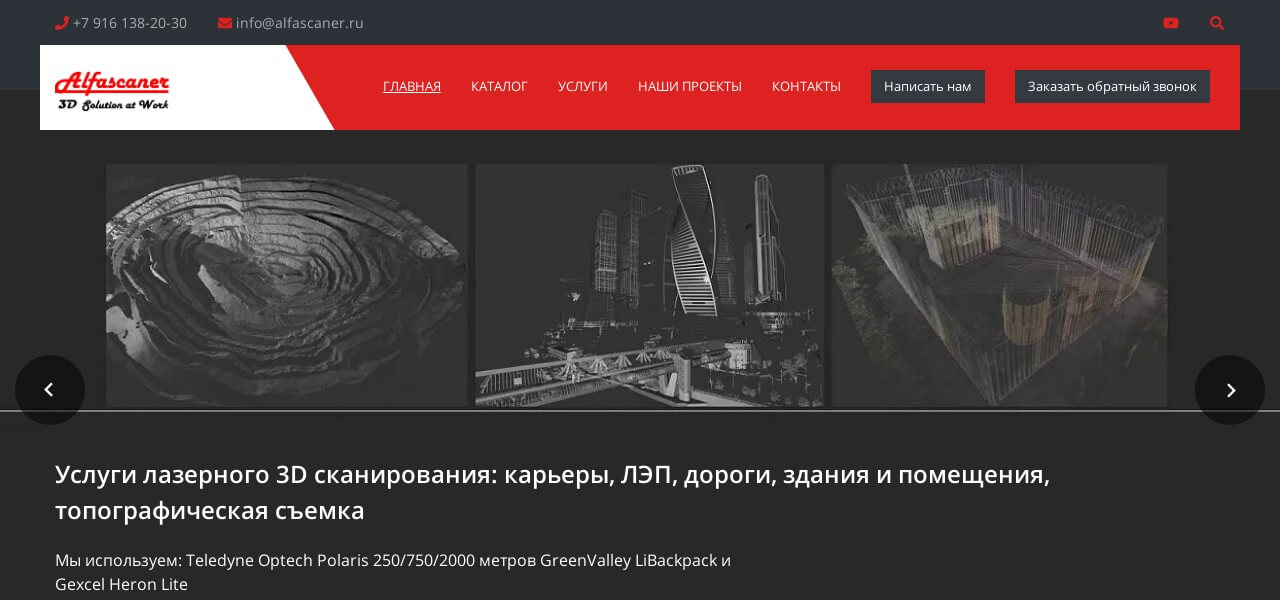 +7 916 138-20-30
info@alfascaner.ru
Alfascaner
3D Solution at Work
ГЛАВНАЯ
КАТАЛОГ
УСЛУГИ
НАШИ ПРОЕКТЫ
КОНТАКТЫ
Написать нам
Заказать обратный звонок
Услуги лазерного 3D сканирования: карьеры, ЛЭП, дороги, здания и помещения,
топографическая съемка
Мы используем: Teledyne Optech Polaris 250/750/2000 метров GreenValley LiBackpack и
Gexcel Heron Lite